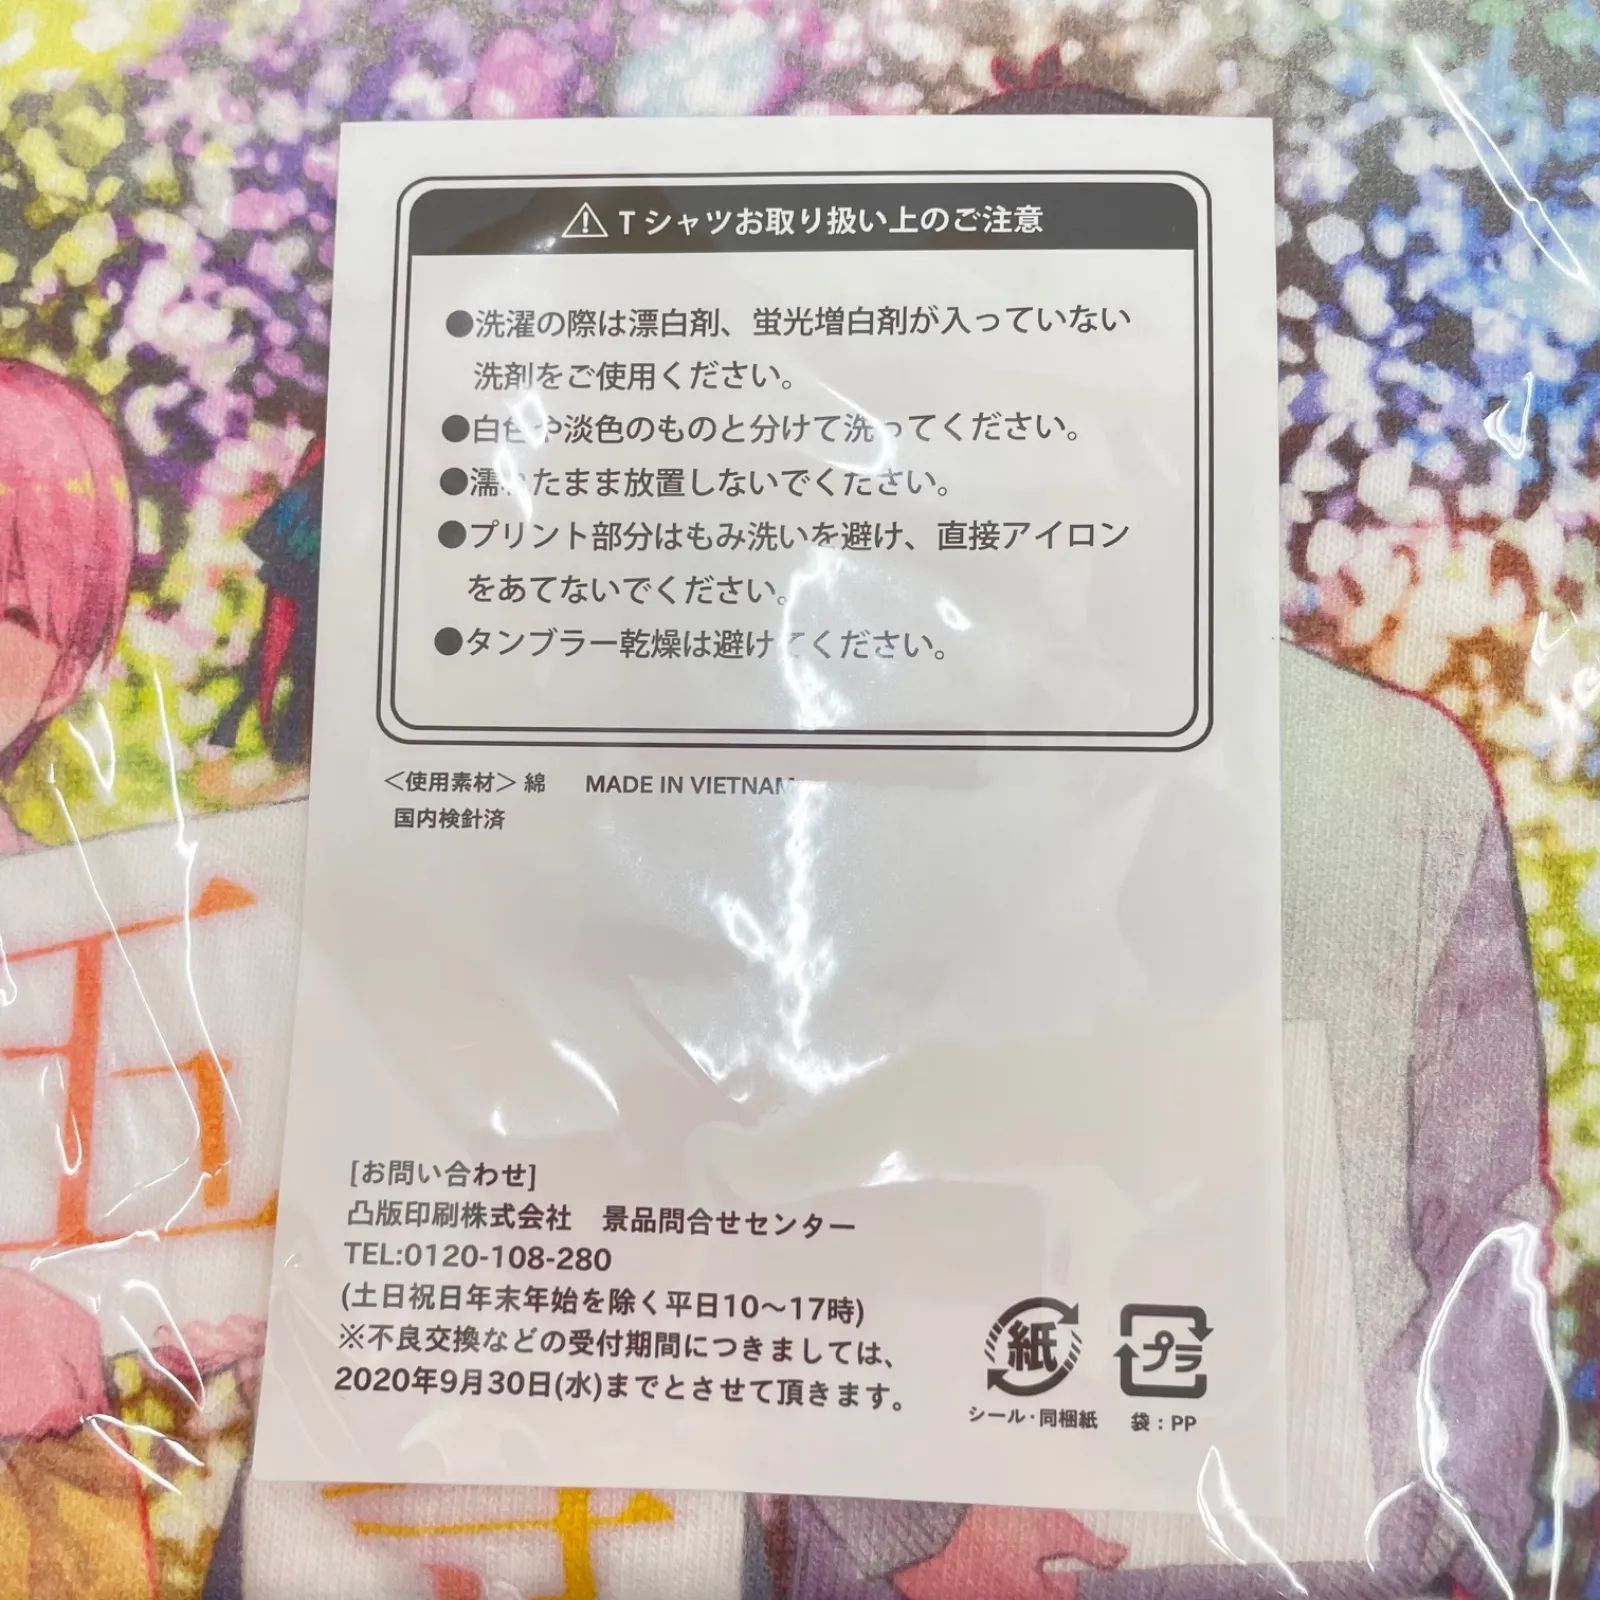 ⚠Tシャツお取り扱い上のご注意
●洗濯の際は漂白剤、蛍光増白剤が入っていない
洗剤をご使用ください。
●白色や淡色のものと分けて洗ってください。
●濡れたまま放置しないでください。
●プリント部分はもみ洗いを避け、直接アイロン
をあてないでください。
●タンブラー乾燥は避けてください。
＜使用素材＞ 綿　MADE IN VIETNAM
国内検針済
五
[お問い合わせ]
凸版印刷株式会社　景品問合せセンター
TEL:0120-108-280
(土日祝日年末年始を除く平日10〜17時)
※不良交換などの受付期間につきましては、
2020年9月30日(水)までとさせて頂きます。
紙
プラ
シール・同梱紙
袋：PP